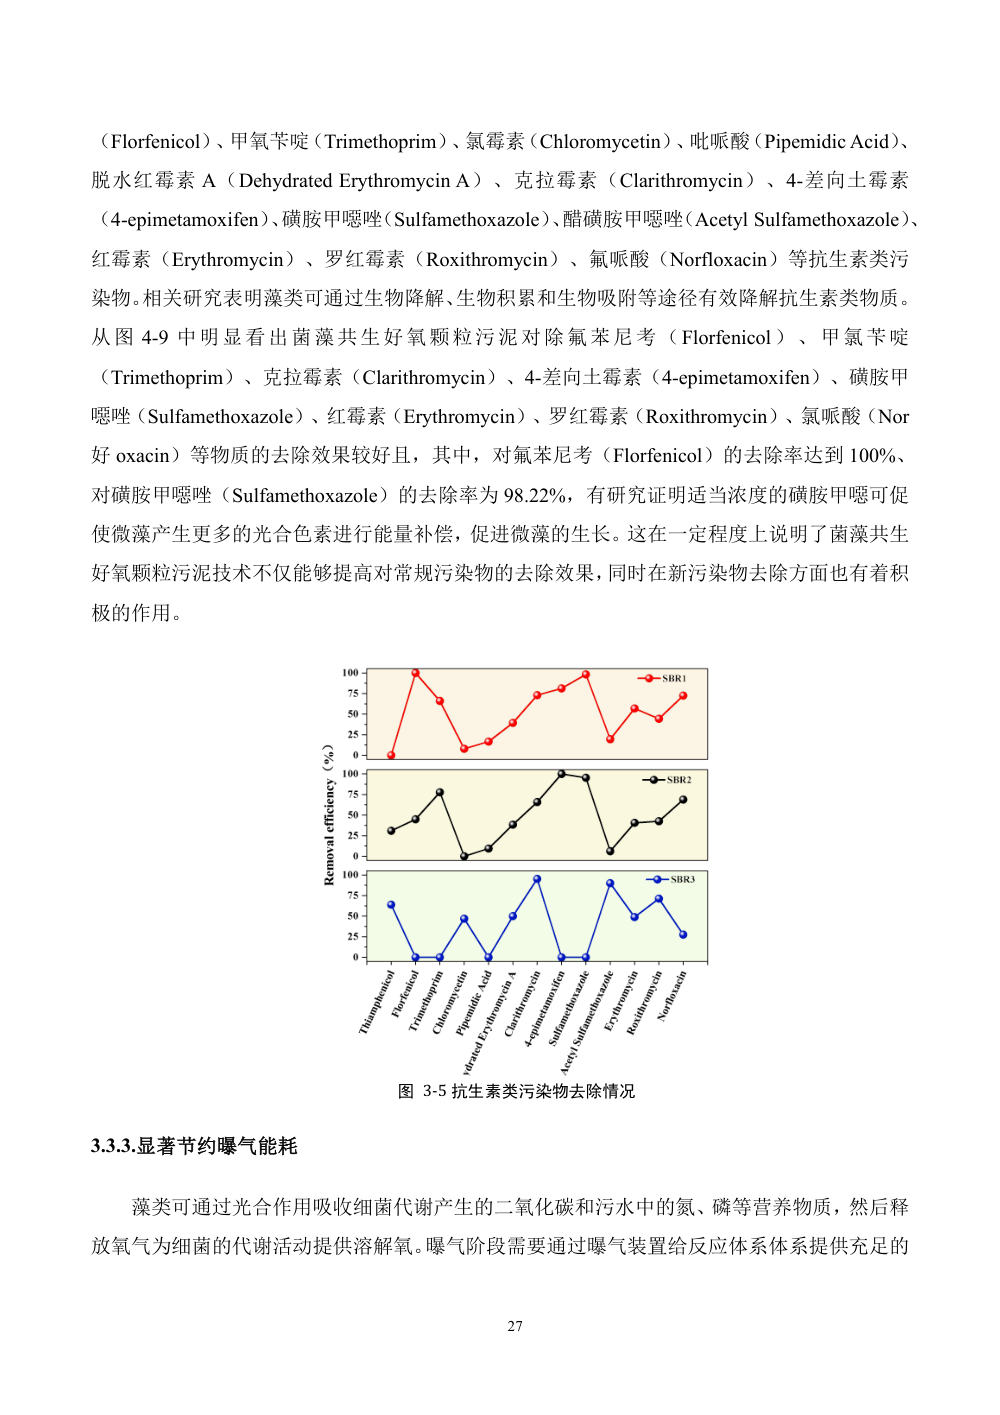 （Florfenicol）、甲氧苄啶（Trimethoprim）、氯霉素（Chloromycetin）、吡哌酸（Pipemidic Acid）、
脱水红霉素 A（Dehydrated Erythromycin A）、克拉霉素（Clarithromycin）、4-差向土霉素
（4-epimetamoxifen）、磺胺甲噁唑（Sulfamethoxazole）、醋磺胺甲噁唑（Acetyl Sulfamethoxazole）、
红霉素（Erythromycin）、罗红霉素（Roxithromycin）、氟哌酸（Norfloxacin）等抗生素类污
染物。相关研究表明藻类可通过生物降解、生物积累和生物吸附等途径有效降解抗生素类物质。
从图 4-9 中明显看出菌藻共生好氧颗粒污泥对除氟苯尼考（Florfenicol）、甲氯苄啶
（Trimethoprim）、克拉霉素（Clarithromycin）、4-差向土霉素（4-epimetamoxifen）、磺胺甲
噁唑（Sulfamethoxazole）、红霉素（Erythromycin）、罗红霉素（Roxithromycin）、氯哌酸（Nor
好 oxacin）等物质的去除效果较好且，其中，对氟苯尼考（Florfenicol）的去除率达到 100%、
对磺胺甲噁唑（Sulfamethoxazole）的去除率为 98.22%，有研究证明适当浓度的磺胺甲噁可促
使微藻产生更多的光合色素进行能量补偿，促进微藻的生长。这在一定程度上说明了菌藻共生
好氧颗粒污泥技术不仅能够提高对常规污染物的去除效果，同时在新污染物去除方面也有着积
极的作用。
Removal efficiency（%）
100
75
50
25
0
SBR1
100
75
50
25
0
SBR2
100
75
50
25
0
SBR3
Thiamphenicol
Florfenicol
Trimethoprim
Chloromycetin
Pipemidic Acid
ydrated Erythromycin A
Clarithromycin
4-epimetamoxifen
Sulfamethoxazole
Acetyl Sulfamethoxazole
Erythromycin
Roxithromycin
Norfloxacin
图 3-5 抗生素类污染物去除情况
3.3.3.显著节约曝气能耗
藻类可通过光合作用吸收细菌代谢产生的二氧化碳和污水中的氮、磷等营养物质，然后释
放氧气为细菌的代谢活动提供溶解氧。曝气阶段需要通过曝气装置给反应体系体系提供充足的
27